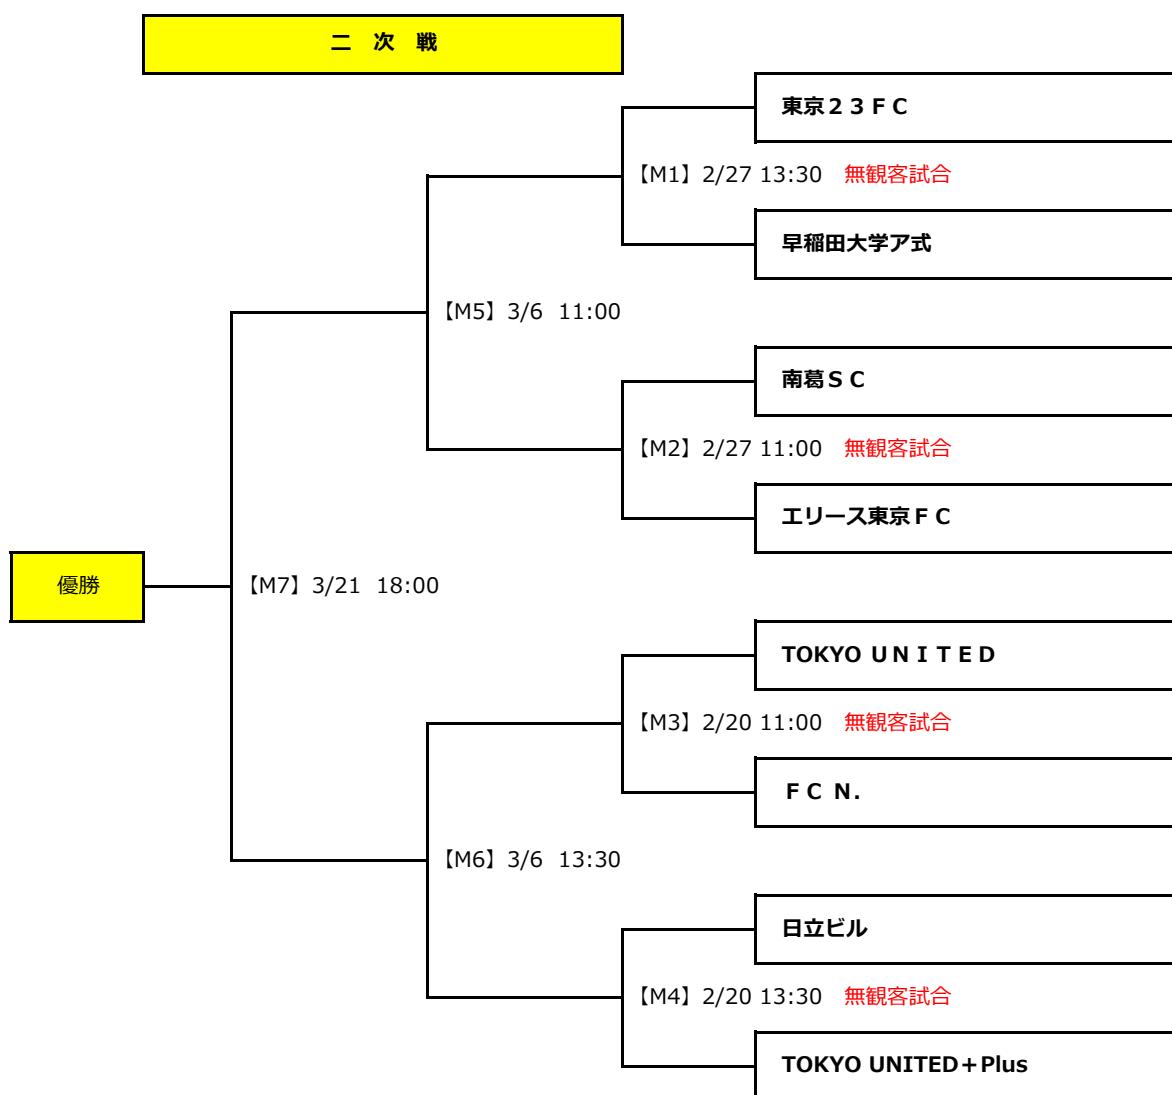 二 次 戦
東京２３ＦＣ
【M1】2/27 13:30 無観客試合
早稲田大学ア式
【M5】3/6 11:00
南葛ＳＣ
【M2】2/27 11:00 無観客試合
エリース東京ＦＣ
優勝
【M7】3/21 18:00
TOKYO ＵＮＩＴＥＤ
【M3】2/20 11:00 無観客試合
ＦＣ N.
【M6】3/6 13:30
日立ビル
【M4】2/20 13:30 無観客試合
TOKYO UNITED＋Plus